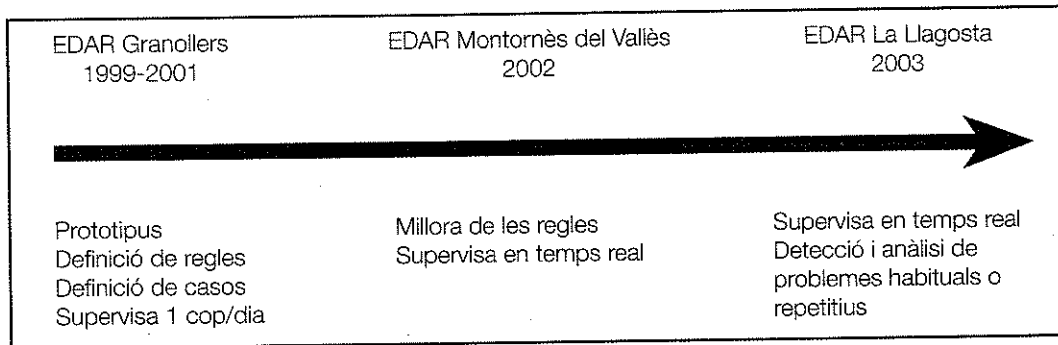 EDAR Granollers
1999-2001
EDAR Montornès del Vallès
2002
EDAR La Llagosta
2003
Prototipus
Definició de regles
Definició de casos
Supervisa 1 cop/dia
Millora de les regles
Supervisa en temps real
Supervisa en temps real
Detecció i anàlisi de
problemes habituals o
repetitius